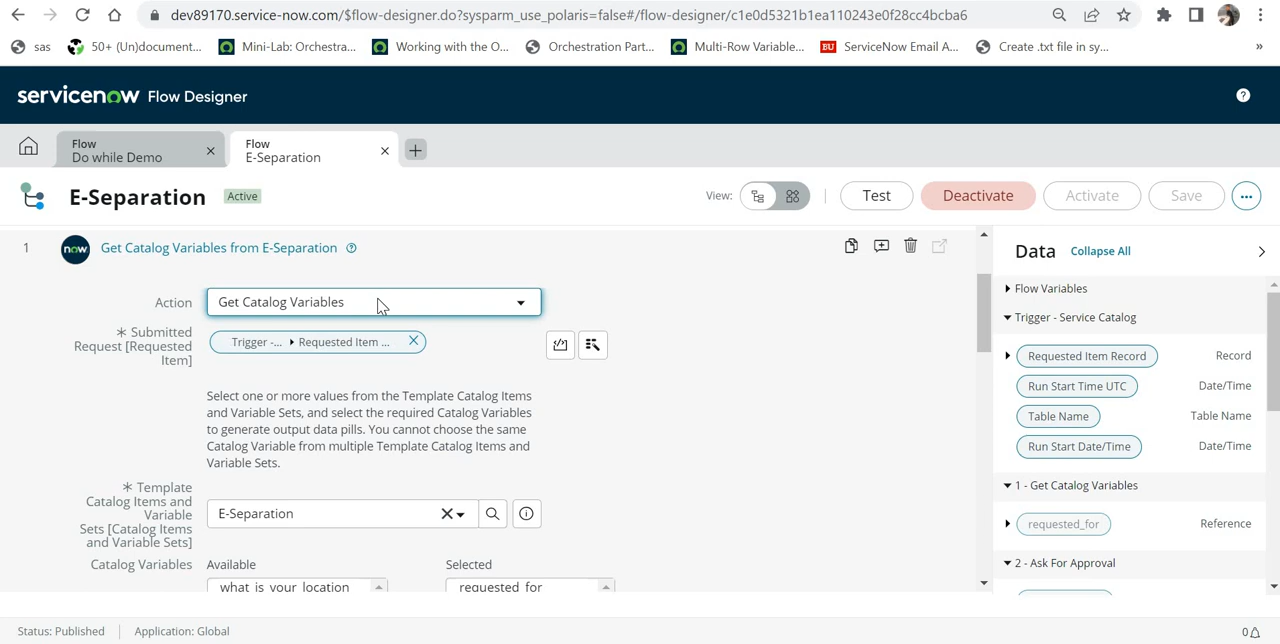 dev89170.service-now.com/$flow-designer.do?sysparm_use_polaris=false#/flow-designer/c1e0d5321b1ea110243e0f28cc4bcba6
sas
50+ (Un)document...
Mini-Lab: Orchestra...
Working with the O...
Orchestration Part...
Multi-Row Variable...
BU ServiceNow Email A...
Create .txt file in sy...
»
servicenow Flow Designer
Flow
Do while Demo
Flow
E-Separation
E-Separation Active
View:
Test
Deactivate
Activate
Save
1
now
Get Catalog Variables from E-Separation
Action
Get Catalog Variables
* Submitted
Request [Requested
Item]
Trigger -... ▸ Requested Item ...
Select one or more values from the Template Catalog Items
and Variable Sets, and select the required Catalog Variables
to generate output data pills. You cannot choose the same
Catalog Variable from multiple Template Catalog Items and
Variable Sets.
* Template
Catalog Items and
Variable
Sets [Catalog Items
and Variable Sets]
E-Separation
Catalog Variables
Available
Selected
what is your location
requested for
Data Collapse All
Flow Variables
Trigger - Service Catalog
Requested Item Record Record
Run Start Time UTC Date/Time
Table Name Table Name
Run Start Date/Time Date/Time
1 - Get Catalog Variables
requested_for Reference
2 - Ask For Approval
Status: Published
Application: Global
0